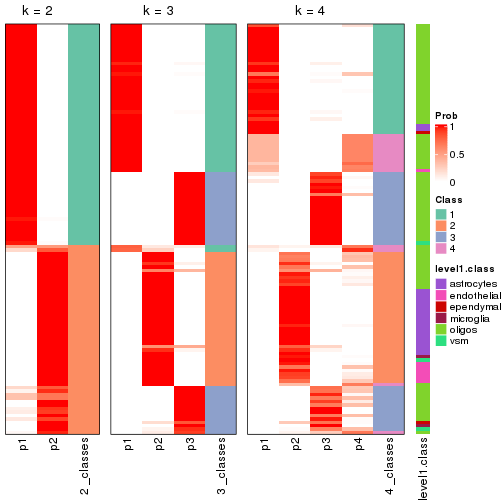 k = 2
k = 3
k = 4
p1
p2
2_classes
p1
p2
p3
3_classes
p1
p2
p3
p4
4_classes
level1.class
Prob
1
0.5
0
Class
1
2
3
4
level1.class
astrocytes
endothelial
ependymal
microglia
oligos
vsm